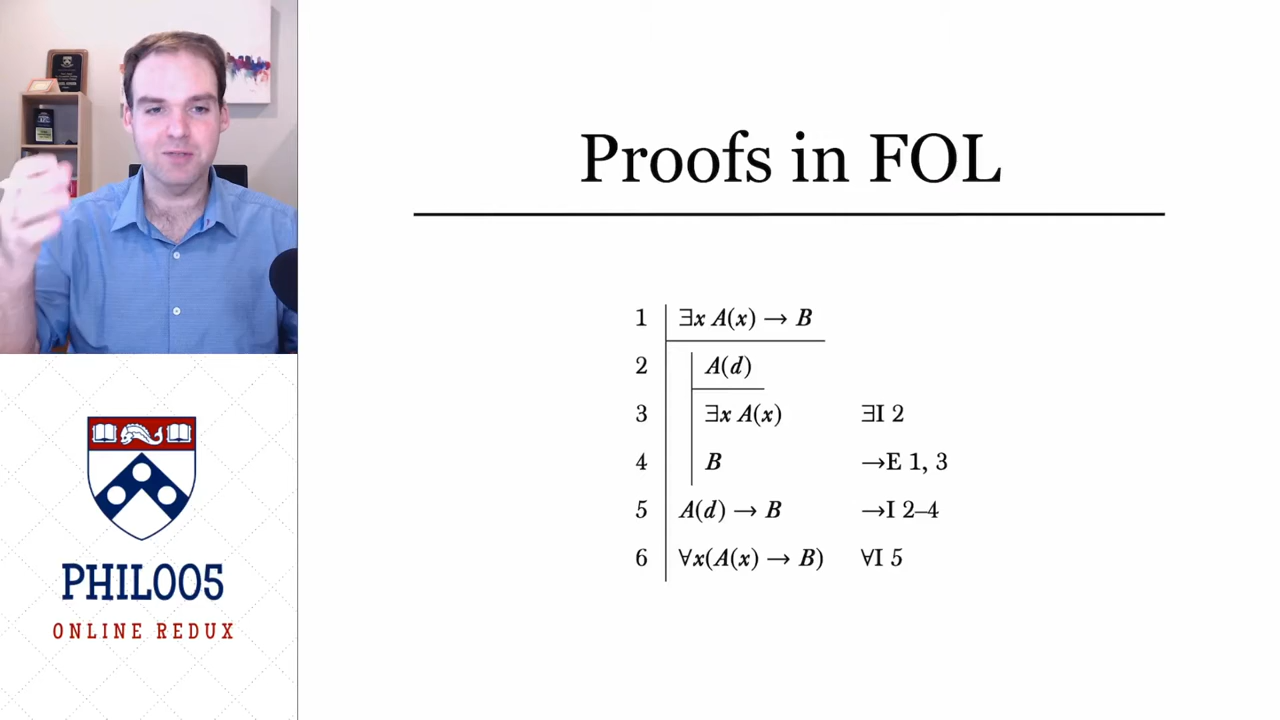 Proofs in FOL
1 ∃x A(x) → B
2 A(d)
3 ∃x A(x) ∃I 2
4 B →E 1, 3
5 A(d) → B →I 2–4
6 ∀x(A(x) → B) ∀I 5
PHIL005
ONLINE REDUX